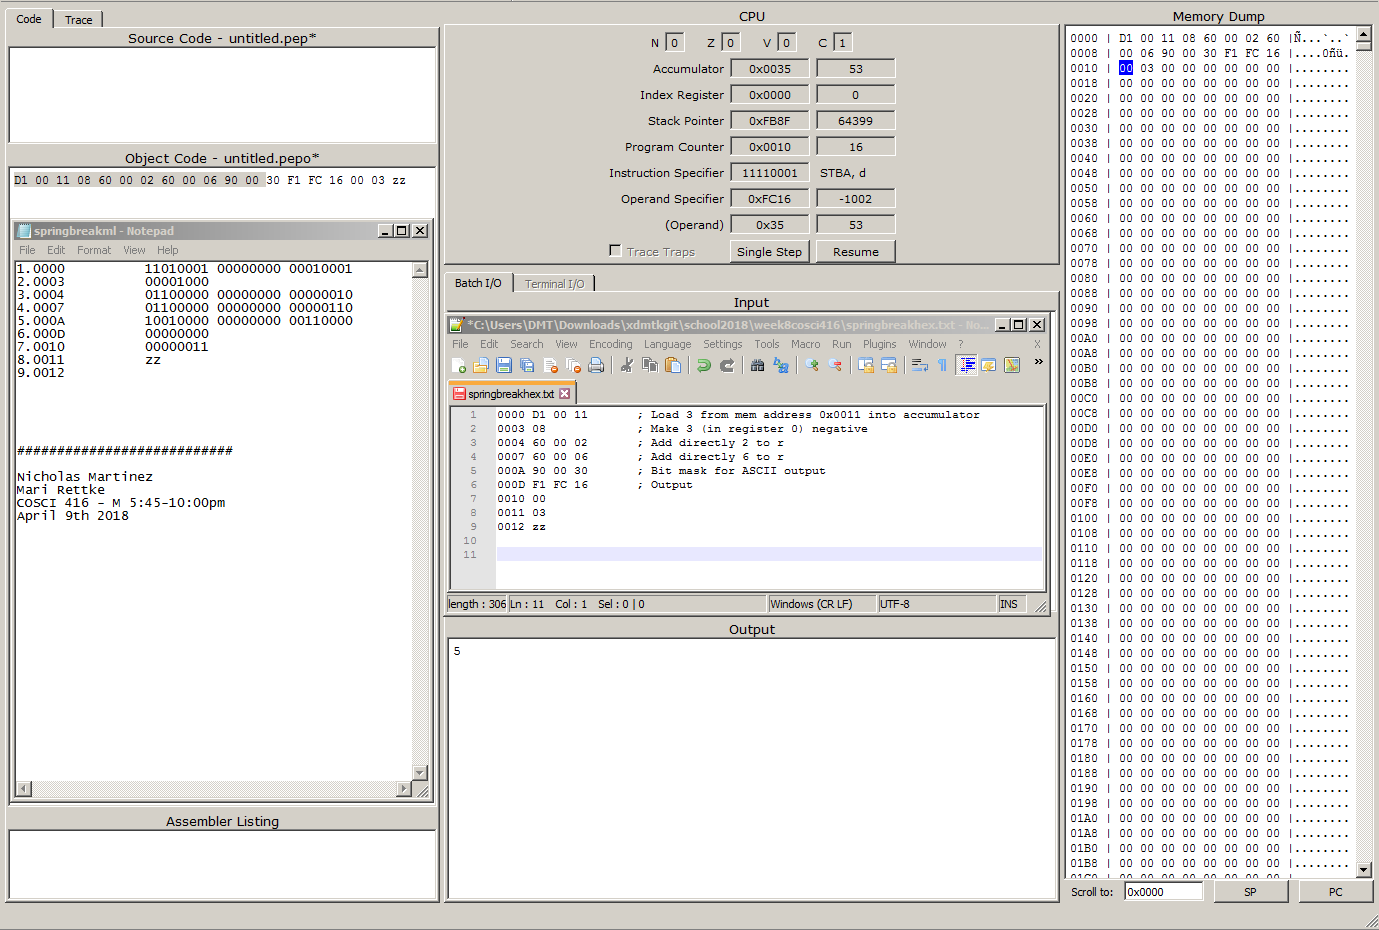 Code
Trace
Source Code - untitled.pep*
Object Code - untitled.pepo*
D1 00 11 08 60 00 02 60 00 06 90 00 30 F1 FC 16 00 03 zz
springbreakml - Notepad
File Edit Format View Help
1.0000 11010001 00000000 00010001
2.0003 00001000
3.0004 01100000 00000000 00000010
4.0007 01100000 00000000 00000110
5.000A 10010000 00000000 00110000
6.000D 00000000
7.0010 00000011
8.0011 zz
9.0012
###########################
Nicholas Martinez
Mari Rettke
COSCI 416 - M 5:45-10:00pm
April 9th 2018
Assembler Listing
CPU
N 0 Z 0 V 0 C 1
Accumulator 0x0035 53
Index Register 0x0000 0
Stack Pointer 0xFB8F 64399
Program Counter 0x0010 16
Instruction Specifier 11110001 STBA, d
Operand Specifier 0xFC16 -1002
(Operand) 0x35 53
Trace Traps Single Step Resume
Batch I/O Terminal I/O
Input
*C:\Users\DMT\Downloads\xdmtkgit\school2018\week8cosci416\springbreakhex.txt - No...
File Edit Search View Encoding Language Settings Tools Macro Run Plugins Window ? X
springbreakhex.txt
1 0000 D1 00 11 ; Load 3 from mem address 0x0011 into accumulator
2 0003 08 ; Make 3 (in register 0) negative
3 0004 60 00 02 ; Add directly 2 to r
4 0007 60 00 06 ; Add directly 6 to r
5 000A 90 00 30 ; Bit mask for ASCII output
6 000D F1 FC 16 ; Output
7 0010 00
8 0011 03
9 0012 zz
10
11
length : 306 Ln : 11 Col : 1 Sel : 0 | 0 Windows (CR LF) UTF-8 INS
Output
5
Memory Dump
0000 | D1 00 11 08 60 00 02 60 |Ñ...`..`
0008 | 00 06 90 00 30 F1 FC 16 |....0ñü.
0010 | 00 03 00 00 00 00 00 00 |........
0018 | 00 00 00 00 00 00 00 00 |........
0020 | 00 00 00 00 00 00 00 00 |........
0028 | 00 00 00 00 00 00 00 00 |........
0030 | 00 00 00 00 00 00 00 00 |........
0038 | 00 00 00 00 00 00 00 00 |........
0040 | 00 00 00 00 00 00 00 00 |........
0048 | 00 00 00 00 00 00 00 00 |........
0050 | 00 00 00 00 00 00 00 00 |........
0058 | 00 00 00 00 00 00 00 00 |........
0060 | 00 00 00 00 00 00 00 00 |........
0068 | 00 00 00 00 00 00 00 00 |........
0070 | 00 00 00 00 00 00 00 00 |........
0078 | 00 00 00 00 00 00 00 00 |........
0080 | 00 00 00 00 00 00 00 00 |........
0088 | 00 00 00 00 00 00 00 00 |........
0090 | 00 00 00 00 00 00 00 00 |........
0098 | 00 00 00 00 00 00 00 00 |........
00A0 | 00 00 00 00 00 00 00 00 |........
00A8 | 00 00 00 00 00 00 00 00 |........
00B0 | 00 00 00 00 00 00 00 00 |........
00B8 | 00 00 00 00 00 00 00 00 |........
00C0 | 00 00 00 00 00 00 00 00 |........
00C8 | 00 00 00 00 00 00 00 00 |........
00D0 | 00 00 00 00 00 00 00 00 |........
00D8 | 00 00 00 00 00 00 00 00 |........
00E0 | 00 00 00 00 00 00 00 00 |........
00E8 | 00 00 00 00 00 00 00 00 |........
00F0 | 00 00 00 00 00 00 00 00 |........
00F8 | 00 00 00 00 00 00 00 00 |........
0100 | 00 00 00 00 00 00 00 00 |........
0108 | 00 00 00 00 00 00 00 00 |........
0110 | 00 00 00 00 00 00 00 00 |........
0118 | 00 00 00 00 00 00 00 00 |........
0120 | 00 00 00 00 00 00 00 00 |........
0128 | 00 00 00 00 00 00 00 00 |........
0130 | 00 00 00 00 00 00 00 00 |........
0138 | 00 00 00 00 00 00 00 00 |........
0140 | 00 00 00 00 00 00 00 00 |........
0148 | 00 00 00 00 00 00 00 00 |........
0150 | 00 00 00 00 00 00 00 00 |........
0158 | 00 00 00 00 00 00 00 00 |........
0160 | 00 00 00 00 00 00 00 00 |........
0168 | 00 00 00 00 00 00 00 00 |........
0170 | 00 00 00 00 00 00 00 00 |........
0178 | 00 00 00 00 00 00 00 00 |........
0180 | 00 00 00 00 00 00 00 00 |........
0188 | 00 00 00 00 00 00 00 00 |........
0190 | 00 00 00 00 00 00 00 00 |........
0198 | 00 00 00 00 00 00 00 00 |........
01A0 | 00 00 00 00 00 00 00 00 |........
01A8 | 00 00 00 00 00 00 00 00 |........
01B0 | 00 00 00 00 00 00 00 00 |........
01B8 | 00 00 00 00 00 00 00 00 |........
Scroll to: 0x0000 SP PC